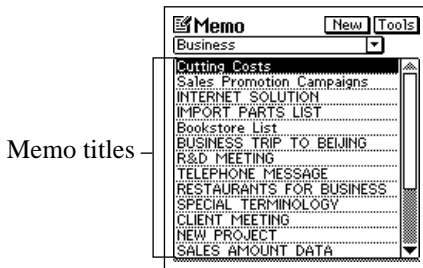 Memo New Tools
Business
Cutting Costs
Sales Promotion Campaigns
INTERNET SOLUTION
IMPORT PARTS LIST
Bookstore List
BUSINESS TRIP TO BEIJING
R&D MEETING
Memo titles
TELEPHONE MESSAGE
RESTAURANTS FOR BUSINESS
SPECIAL TERMINOLOGY
CLIENT MEETING
NEW PROJECT
SALES AMOUNT DATA